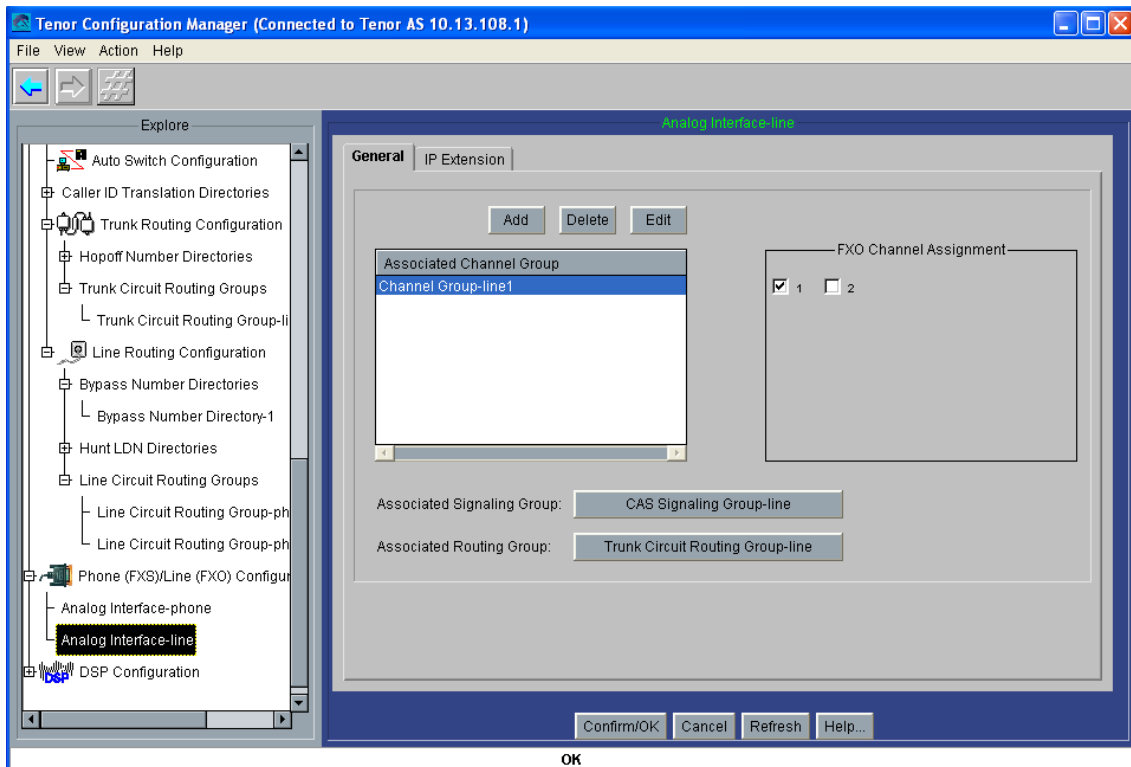 Tenor Configuration Manager (Connected to Tenor AS 10.13.108.1)
File View Action Help
Explore
Auto Switch Configuration
Caller ID Translation Directories
Trunk Routing Configuration
Hopoff Number Directories
Trunk Circuit Routing Groups
Trunk Circuit Routing Group-li
Line Routing Configuration
Bypass Number Directories
Bypass Number Directory-1
Hunt LDN Directories
Line Circuit Routing Groups
Line Circuit Routing Group-ph
Line Circuit Routing Group-ph
Phone (FXS)/Line (FXO) Configur
Analog Interface-phone
Analog Interface-line
DSP
DSP Configuration
Analog Interface-line
General IP Extension
Add Delete Edit
Associated Channel Group
Channel Group-line1
FXO Channel Assignment
1 2
Associated Signaling Group: CAS Signaling Group-line
Associated Routing Group: Trunk Circuit Routing Group-line
Confirm/OK Cancel Refresh Help...
OK